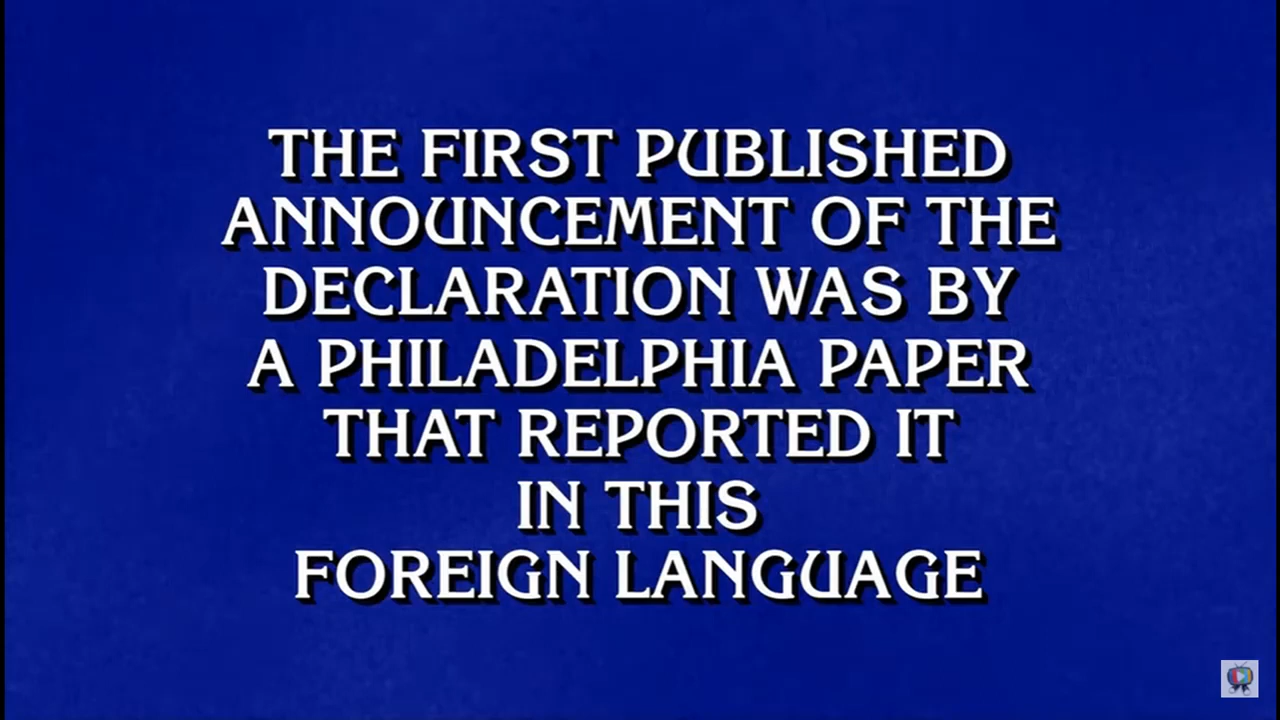 THE FIRST PUBLISHED
ANNOUNCEMENT OF THE
DECLARATION WAS BY
A PHILADELPHIA PAPER
THAT REPORTED IT
IN THIS
FOREIGN LANGUAGE